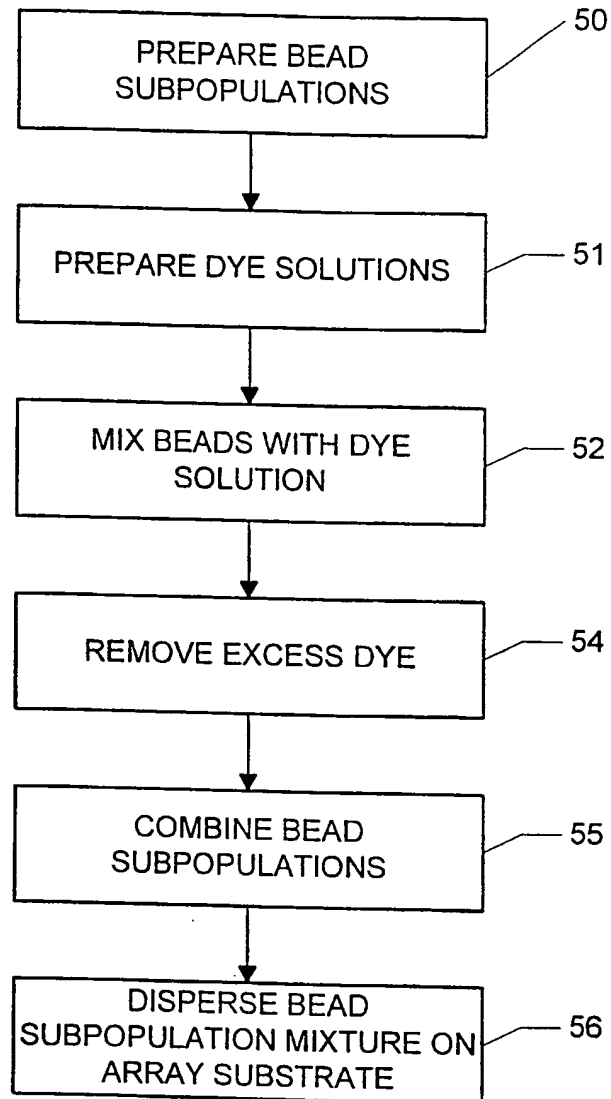 PREPARE BEAD
SUBPOPULATIONS
50
PREPARE DYE SOLUTIONS
51
MIX BEADS WITH DYE
SOLUTION
52
REMOVE EXCESS DYE
54
COMBINE BEAD
SUBPOPULATIONS
55
DISPERSE BEAD
SUBPOPULATION MIXTURE ON
ARRAY SUBSTRATE
56